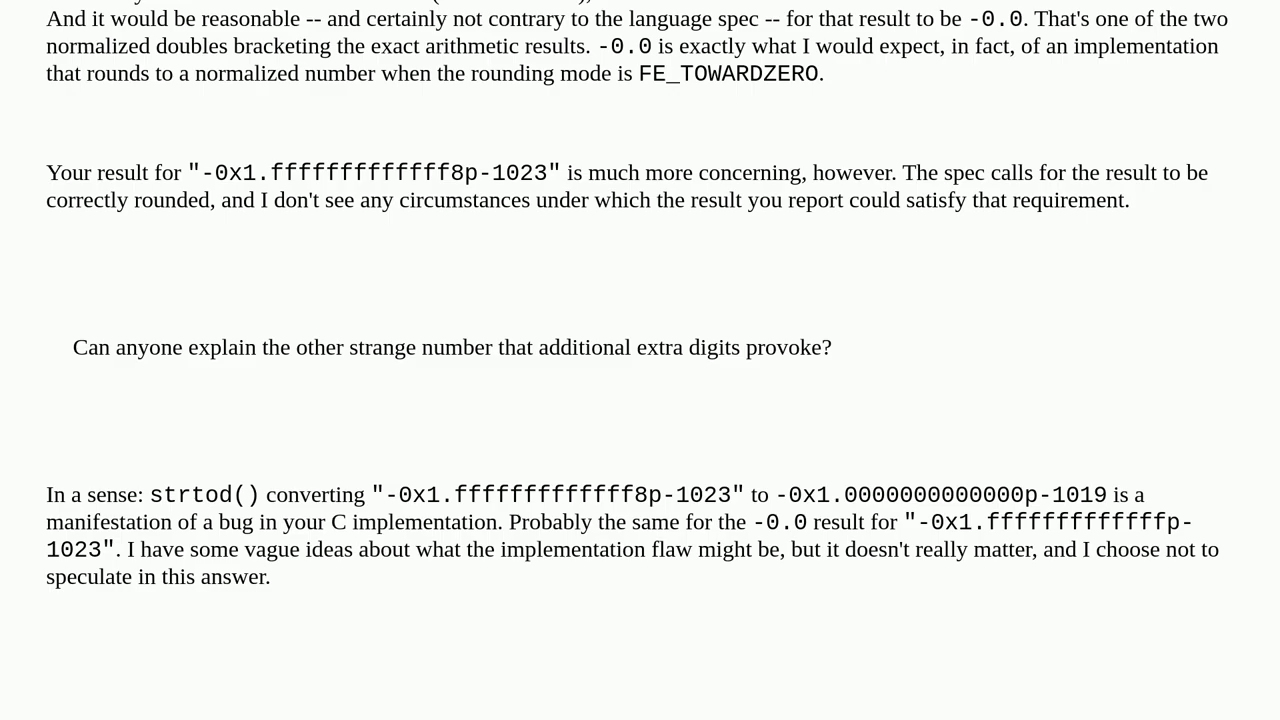 And it would be reasonable -- and certainly not contrary to the language spec -- for that result to be -0.0. That's one of the two
normalized doubles bracketing the exact arithmetic results. -0.0 is exactly what I would expect, in fact, of an implementation
that rounds to a normalized number when the rounding mode is FE_TOWARDZERO.
Your result for "-0x1.fffffffffffff8p-1023" is much more concerning, however. The spec calls for the result to be
correctly rounded, and I don't see any circumstances under which the result you report could satisfy that requirement.
Can anyone explain the other strange number that additional extra digits provoke?
In a sense: strtod() converting "-0x1.fffffffffffff8p-1023" to -0x1.0000000000000p-1019 is a
manifestation of a bug in your C implementation. Probably the same for the -0.0 result for "-0x1.fffffffffffffp-
1023". I have some vague ideas about what the implementation flaw might be, but it doesn't really matter, and I choose not to
speculate in this answer.